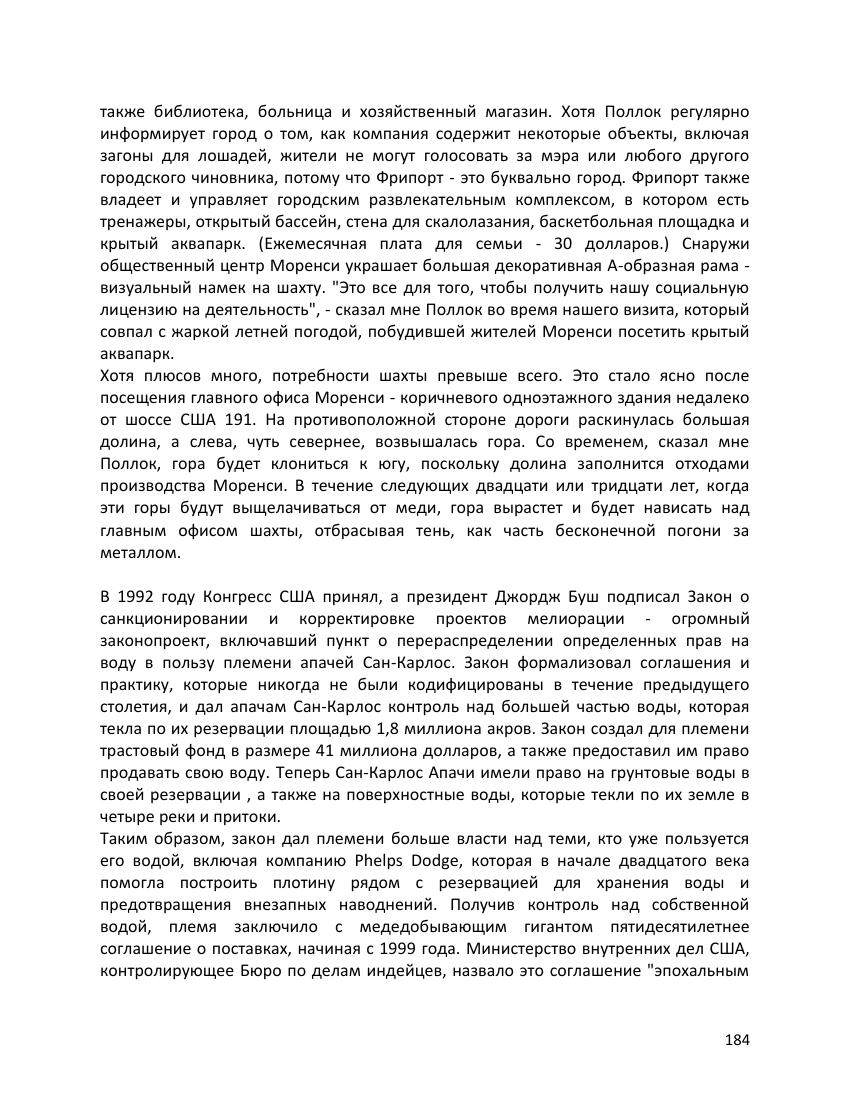 также библиотека, больница и хозяйственный магазин. Хотя Поллок регулярно
информирует город о том, как компания содержит некоторые объекты, включая
загоны для лошадей, жители не могут голосовать за мэра или любого другого
городского чиновника, потому что Фрипорт - это буквально город. Фрипорт также
владеет и управляет городским развлекательным комплексом, в котором есть
тренажеры, открытый бассейн, стена для скалолазания, баскетбольная площадка и
крытый аквапарк. (Ежемесячная плата для семьи - 30 долларов.) Снаружи
общественный центр Моренси украшает большая декоративная А-образная рама -
визуальный намек на шахту. "Это все для того, чтобы получить нашу социальную
лицензию на деятельность", - сказал мне Поллок во время нашего визита, который
совпал с жаркой летней погодой, побудившей жителей Моренси посетить крытый
аквапарк.
Хотя плюсов много, потребности шахты превыше всего. Это стало ясно после
посещения главного офиса Моренси - коричневого одноэтажного здания недалеко
от шоссе США 191. На противоположной стороне дороги раскинулась большая
долина, а слева, чуть севернее, возвышалась гора. Со временем, сказал мне
Поллок, гора будет клониться к югу, поскольку долина заполнится отходами
производства Моренси. В течение следующих двадцати или тридцати лет, когда
эти горы будут выщелачиваться от меди, гора вырастет и будет нависать над
главным офисом шахты, отбрасывая тень, как часть бесконечной погони за
металлом.
В 1992 году Конгресс США принял, а президент Джордж Буш подписал Закон о
санкционировании и корректировке проектов мелиорации - огромный
законопроект, включавший пункт о перераспределении определенных прав на
воду в пользу племени апачей Сан-Карлос. Закон формализовал соглашения и
практику, которые никогда не были кодифицированы в течение предыдущего
столетия, и дал апачам Сан-Карлос контроль над большей частью воды, которая
текла по их резервации площадью 1,8 миллиона акров. Закон создал для племени
трастовый фонд в размере 41 миллиона долларов, а также предоставил им право
продавать свою воду. Теперь Сан-Карлос Апачи имели право на грунтовые воды в
своей резервации , а также на поверхностные воды, которые текли по их земле в
четыре реки и притоки.
Таким образом, закон дал племени больше власти над теми, кто уже пользуется
его водой, включая компанию Phelps Dodge, которая в начале двадцатого века
помогла построить плотину рядом с резервацией для хранения воды и
предотвращения внезапных наводнений. Получив контроль над собственной
водой, племя заключило с медедобывающим гигантом пятидесятилетнее
соглашение о поставках, начиная с 1999 года. Министерство внутренних дел США,
контролирующее Бюро по делам индейцев, назвало это соглашение "эпохальным
184